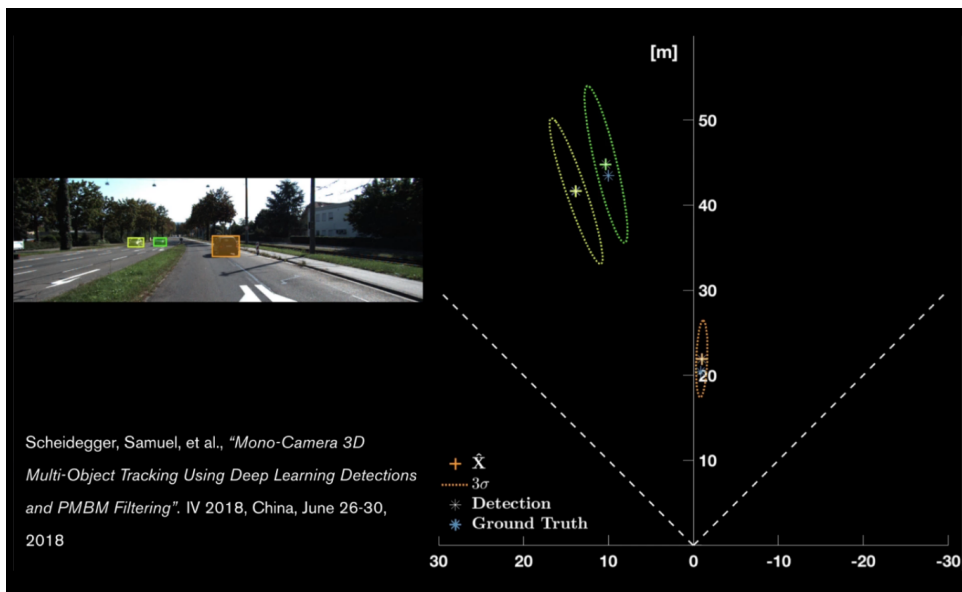 [m]
50
40
30
20
10
30 20 10 0 -10 -20 -30
X̂
3σ
Detection
Ground Truth
Scheidegger, Samuel, et al., “Mono-Camera 3D
Multi-Object Tracking Using Deep Learning Detections
and PMBM Filtering”. IV 2018, China, June 26-30,
2018